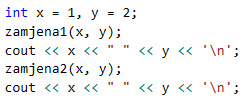 int x = 1, y = 2;
zamjena1(x, y);
cout << x << " " << y << '\n';
zamjena2(x, y);
cout << x << " " << y << '\n';